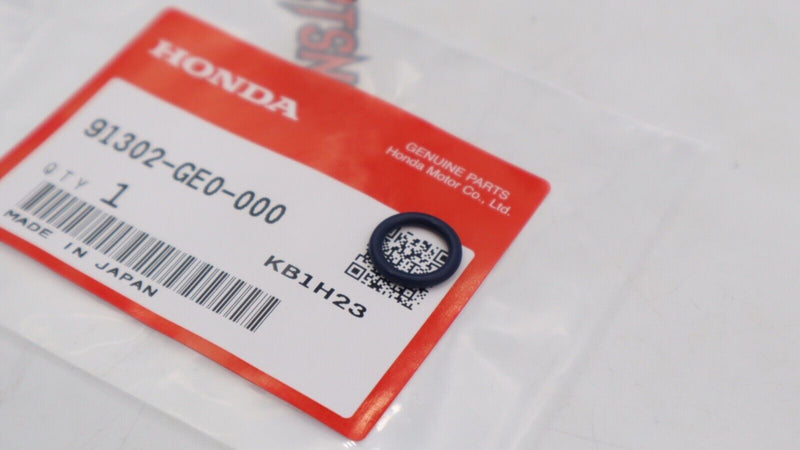 HONDA
GENUINE PARTS
Honda Motor Co., Ltd.
91302-GE0-000
QTY 1
KB1H23
MADE IN JAPAN